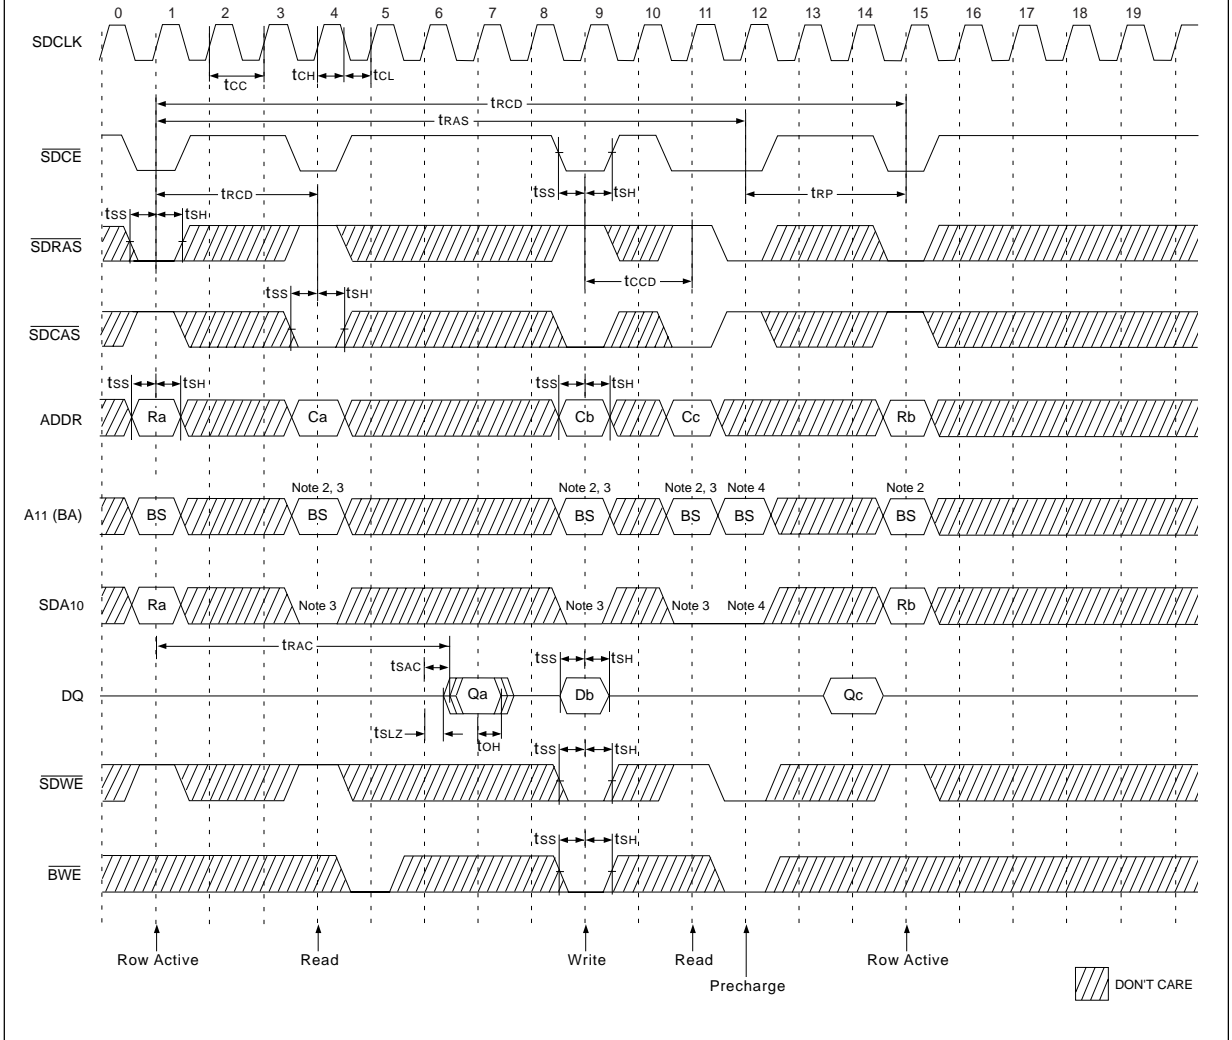 0 1 2 3 4 5 6 7 8 9 10 11 12 13 14 15 16 17 18 19
SDCLK
tCC
tCH
tCL
tRCD
tRAS
SDCE
tRCD
tSS
tSH
tRP
tSS
tSH
SDRAS
tCCD
tSS
tSH
SDCAS
tSS
tSH
tSS
tSH
ADDR
Ra
Ca
Cb
Cc
Rb
Note 2, 3
Note 2, 3
Note 2, 3
Note 4
Note 2
A11 (BA)
BS
BS
BS
BS
BS
BS
SDA10
Ra
Note 3
Note 3
Note 3
Note 4
Rb
tRAC
tSAC
tSS
tSH
DQ
Qa
Db
Qc
tSLZ
tOH
tSS
tSH
SDWE
tSS
tSH
BWE
Row Active
Read
Write
Read
Row Active
Precharge
DON'T CARE